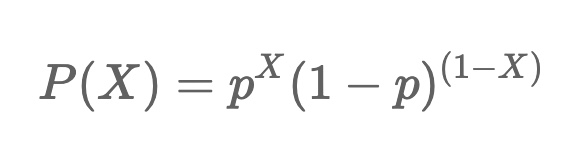 P(X) = p^X (1 − p)^(1−X)